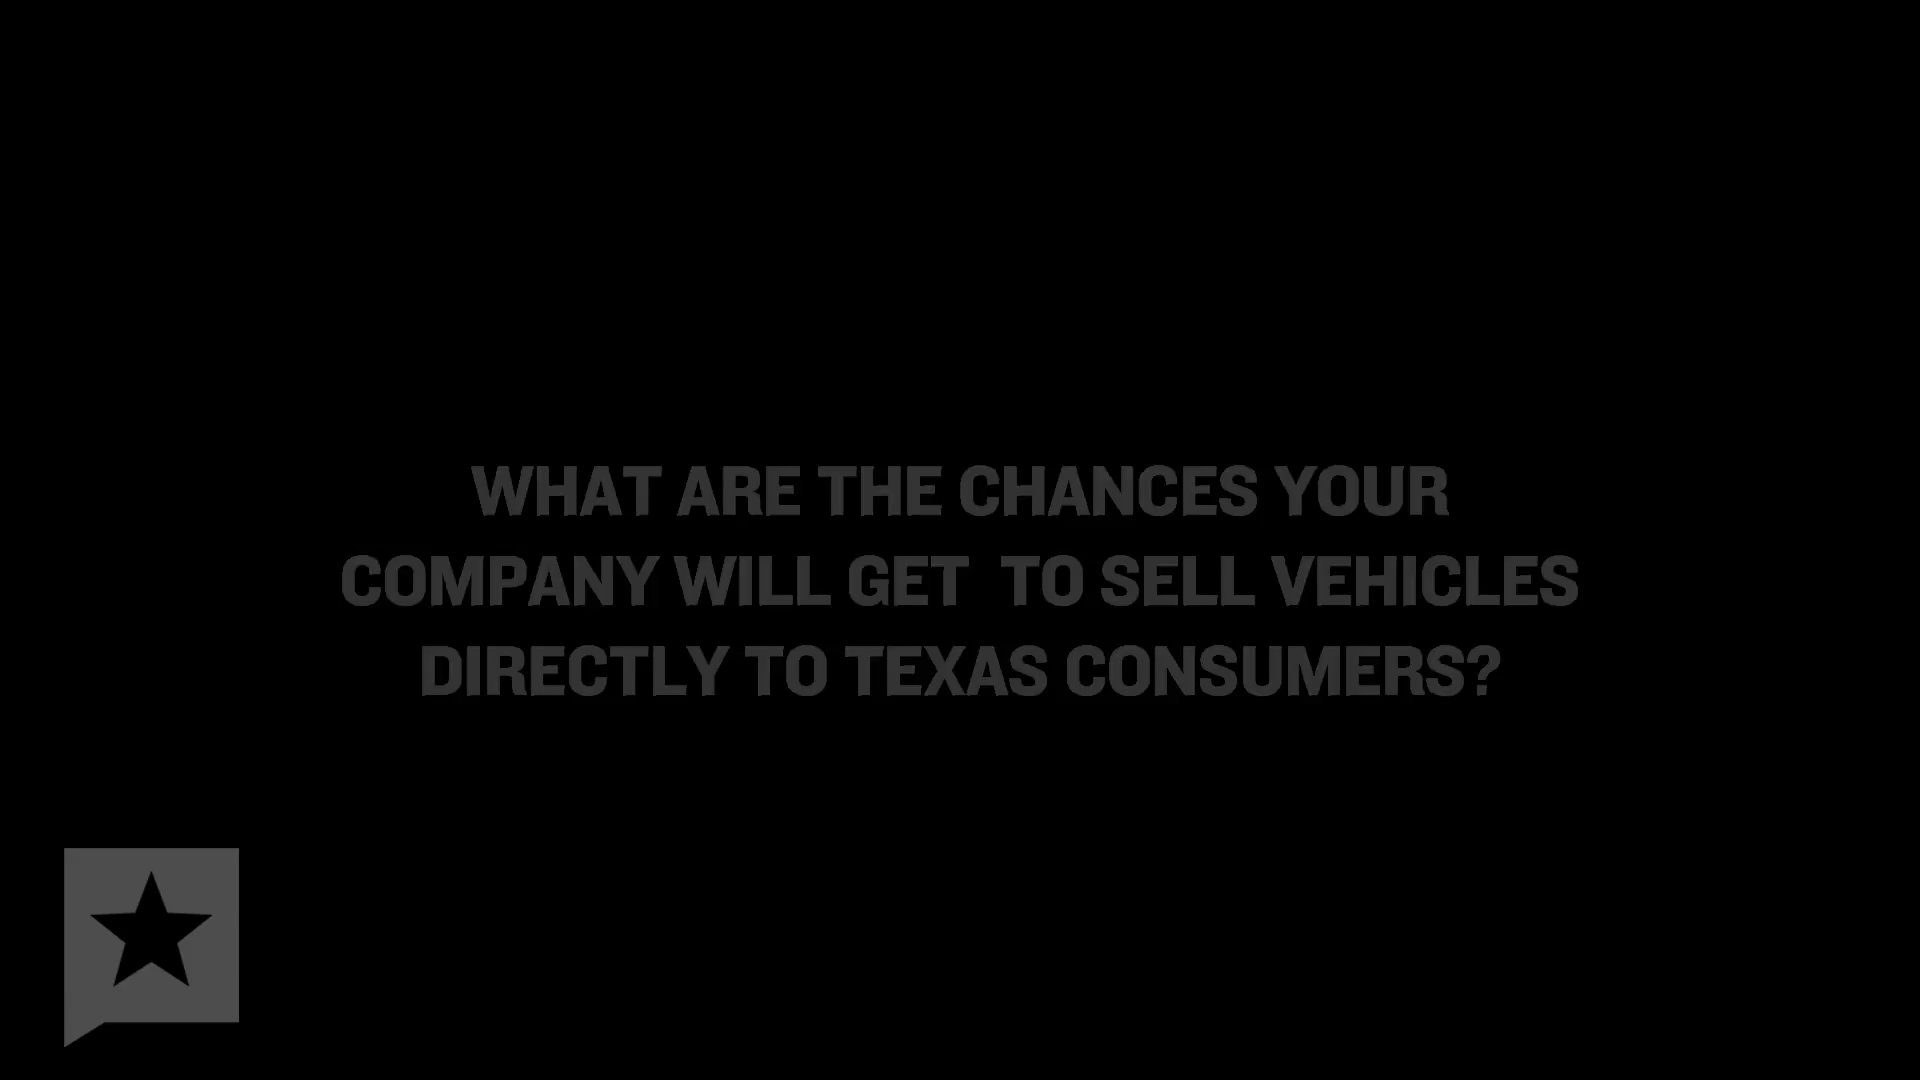 WHAT ARE THE CHANCES YOUR
COMPANY WILL GET  TO SELL VEHICLES
DIRECTLY TO TEXAS CONSUMERS?